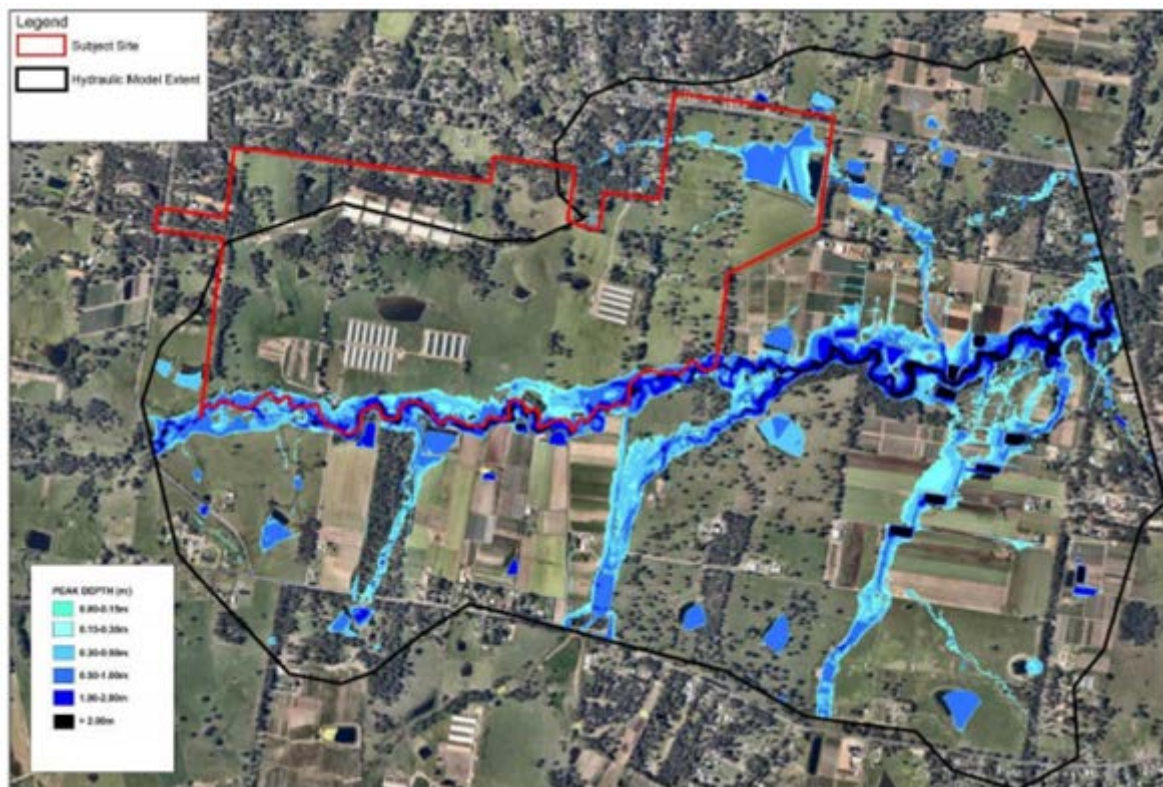 Legend
Subject Site
Hydraulic Model Extent
PEAK DEPTH (m)
0.00-0.15m
0.15-0.30m
0.30-0.50m
0.50-1.00m
1.00-2.00m
> 2.00m